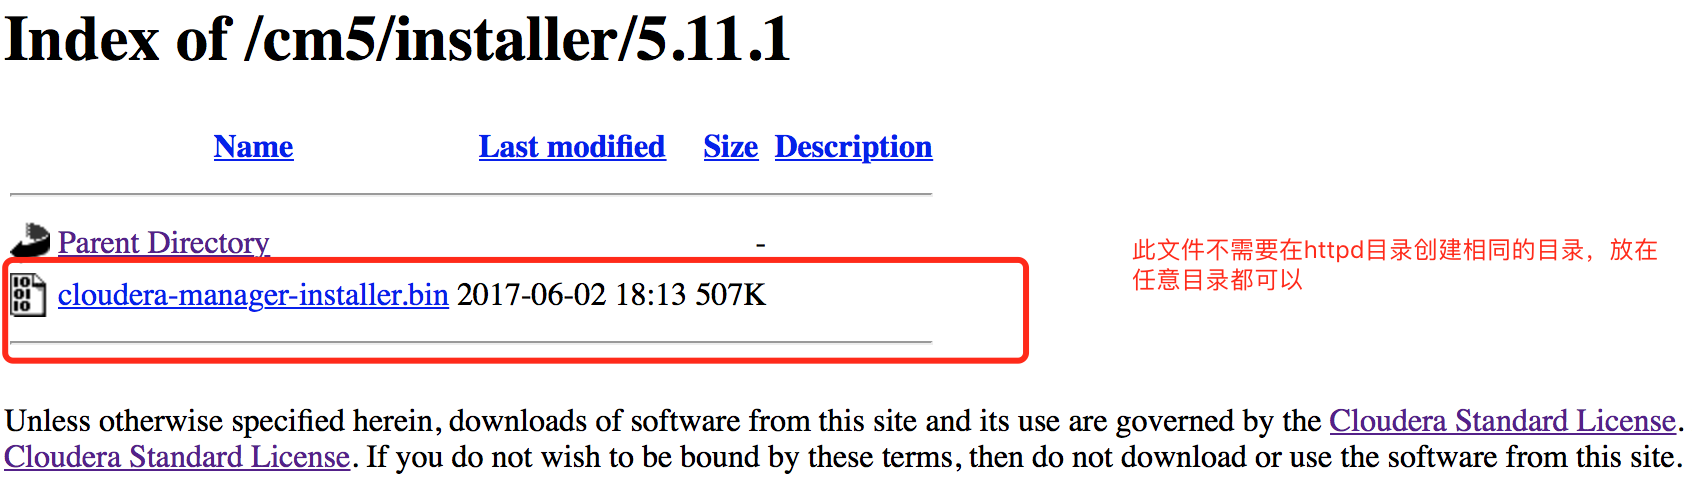 Index of /cm5/installer/5.11.1
Name Last modified Size Description
Parent Directory -
cloudera-manager-installer.bin 2017-06-02 18:13 507K
此文件不需要在httpd目录创建相同的目录，放在
任意目录都可以
Unless otherwise specified herein, downloads of software from this site and its use are governed by the Cloudera Standard License.
Cloudera Standard License. If you do not wish to be bound by these terms, then do not download or use the software from this site.